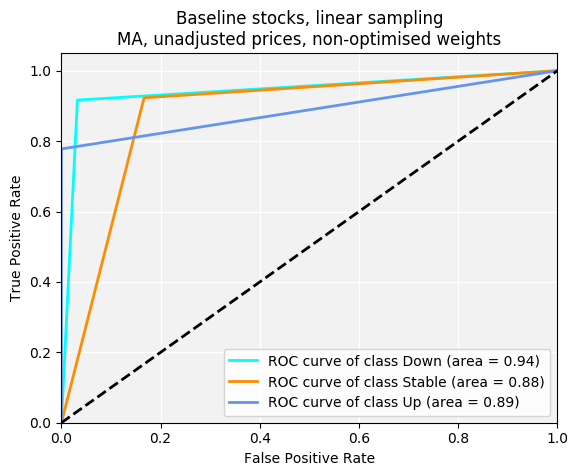 Baseline stocks, linear sampling
MA, unadjusted prices, non-optimised weights
1.0
0.8
0.6
0.4
0.2
0.0
True Positive Rate
ROC curve of class Down (area = 0.94)
ROC curve of class Stable (area = 0.88)
ROC curve of class Up (area = 0.89)
0.0 0.2 0.4 0.6 0.8 1.0
False Positive Rate